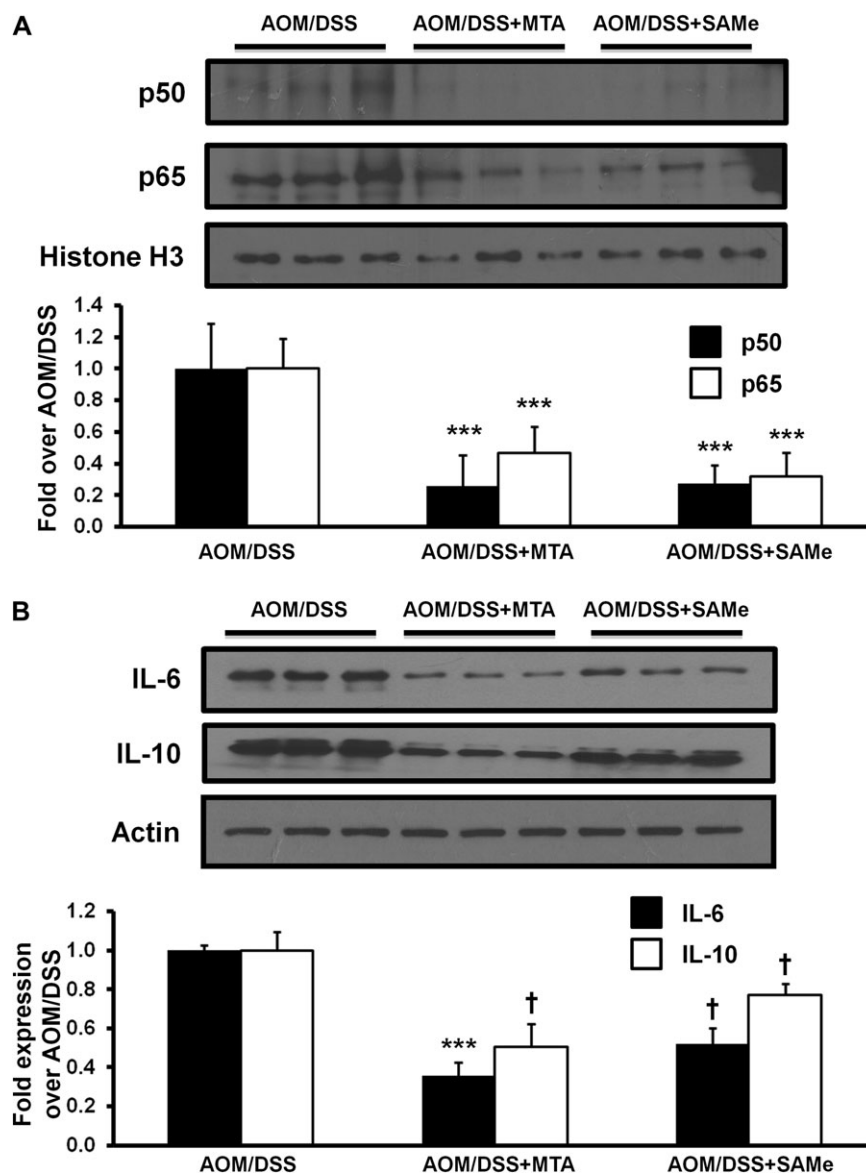 A
AOM/DSS AOM/DSS+MTA AOM/DSS+SAMe
p50
p65
Histone H3
Fold over AOM/DSS
1.4
1.2
1.0
0.8
0.6
0.4
0.2
0.0
p50
p65
*** *** *** ***
AOM/DSS AOM/DSS+MTA AOM/DSS+SAMe
B
AOM/DSS AOM/DSS+MTA AOM/DSS+SAMe
IL-6
IL-10
Actin
Fold expression
over AOM/DSS
1.2
1.0
0.8
0.6
0.4
0.2
0.0
IL-6
IL-10
*** † † †
AOM/DSS AOM/DSS+MTA AOM/DSS+SAMe